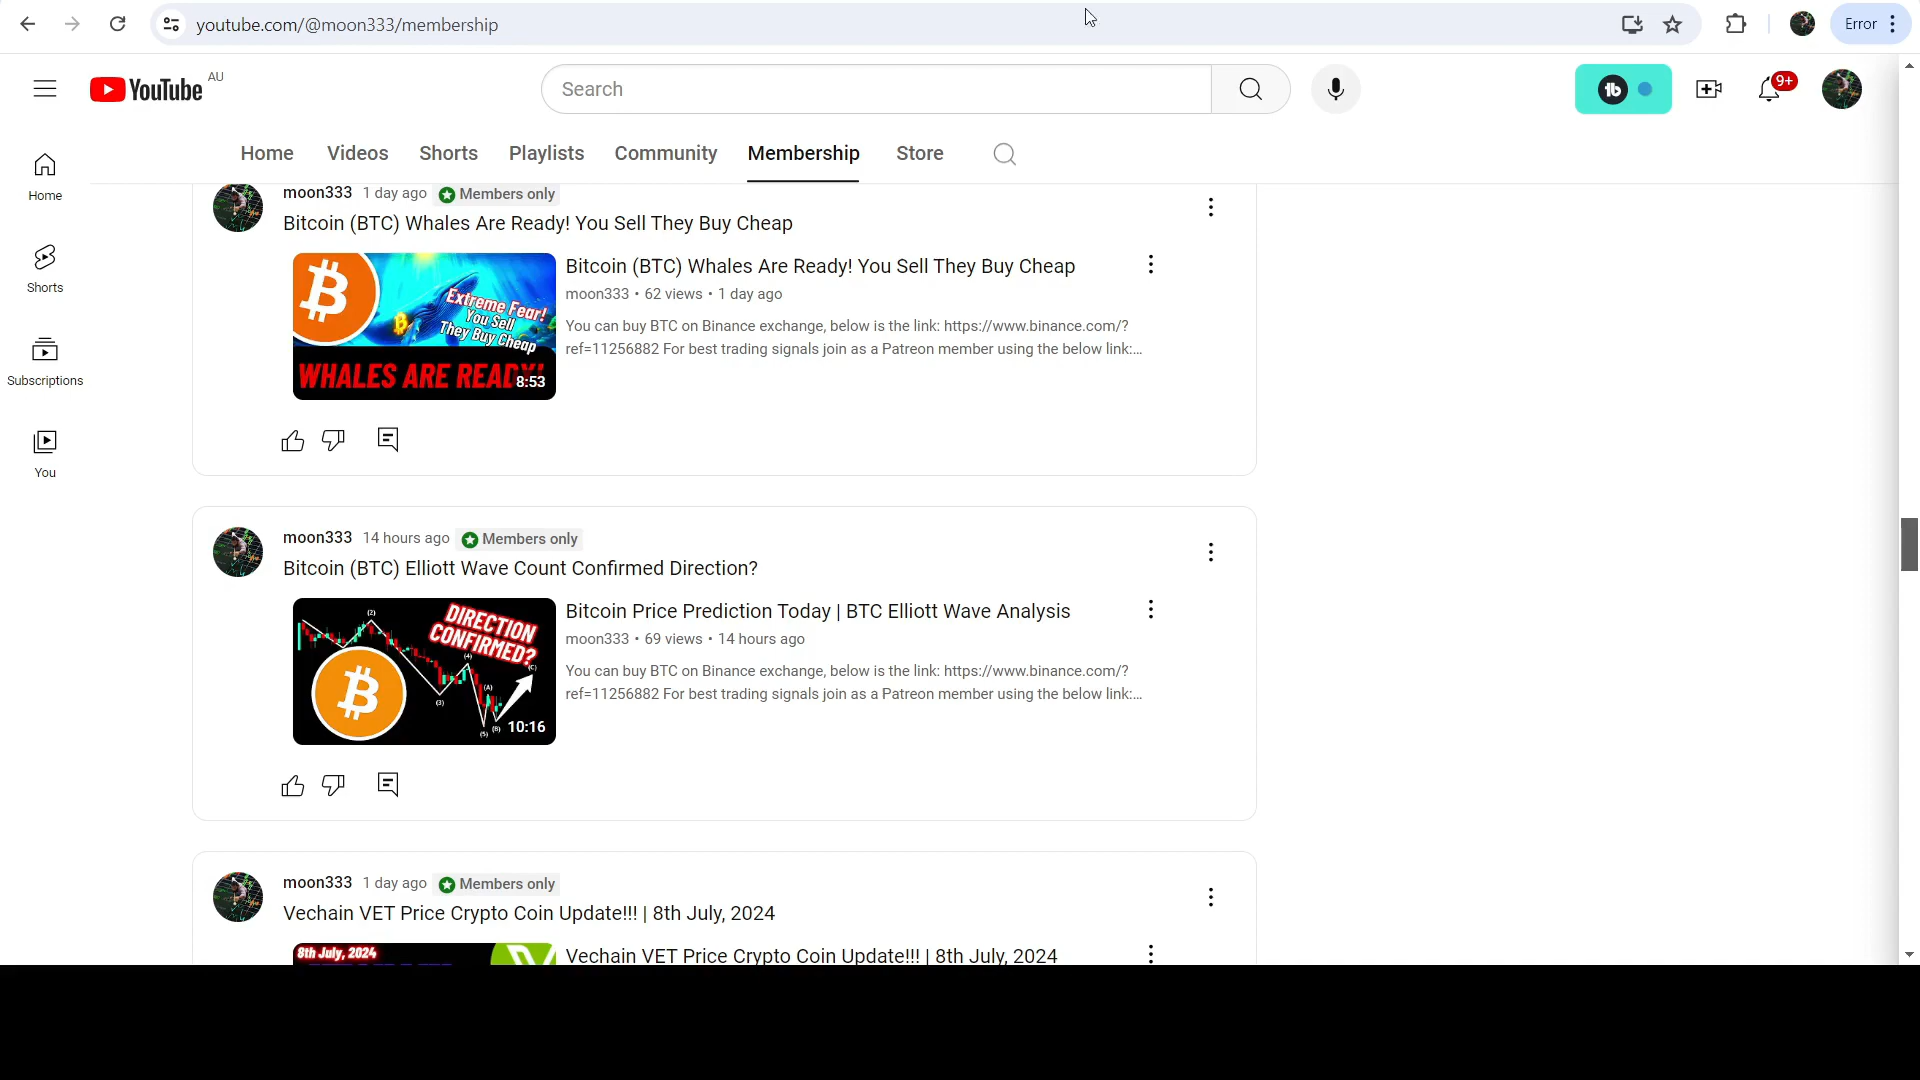 youtube.com/@moon333/membership
Error
YouTube AU
Search
9+
Home Videos Shorts Playlists Community Membership Store
Home
Shorts
Subscriptions
You
moon333 1 day ago Members only
Bitcoin (BTC) Whales Are Ready! You Sell They Buy Cheap
Extreme Fear!
You Sell
They Buy Cheap
WHALES ARE READY!
8:53
Bitcoin (BTC) Whales Are Ready! You Sell They Buy Cheap
moon333 • 62 views • 1 day ago
You can buy BTC on Binance exchange, below is the link: https://www.binance.com/?
ref=11256882 For best trading signals join as a Patreon member using the below link:...
moon333 14 hours ago Members only
Bitcoin (BTC) Elliott Wave Count Confirmed Direction?
DIRECTION
CONFIRMED?
(2)
(4)
(C)
(A)
(3)
(5)
(B)
10:16
Bitcoin Price Prediction Today | BTC Elliott Wave Analysis
moon333 • 69 views • 14 hours ago
You can buy BTC on Binance exchange, below is the link: https://www.binance.com/?
ref=11256882 For best trading signals join as a Patreon member using the below link:...
moon333 1 day ago Members only
Vechain VET Price Crypto Coin Update!!! | 8th July, 2024
8th July, 2024
Vechain VET Price Crypto Coin Update!!! | 8th July, 2024